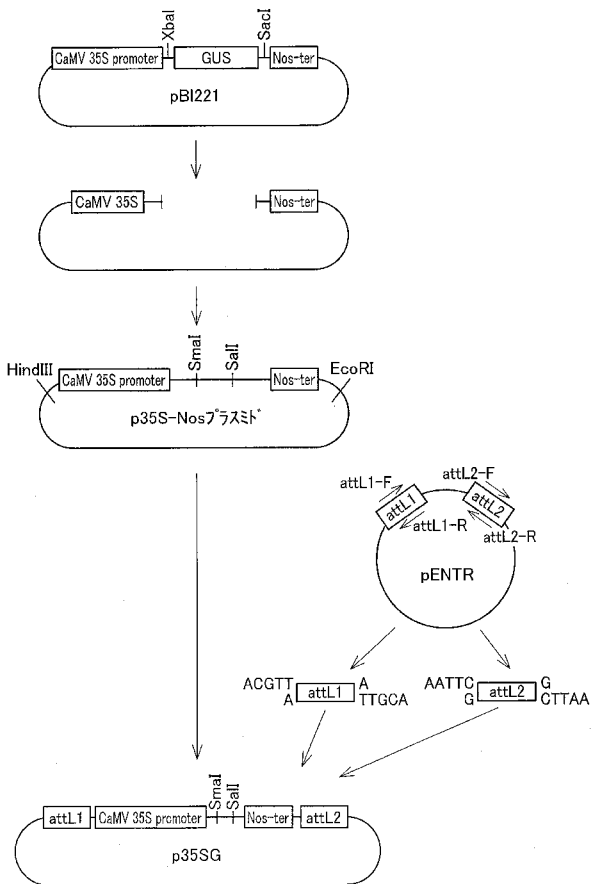 XbaI
SacI
CaMV 35S promoter
GUS
Nos-ter
pBI221
CaMV 35S
Nos-ter
SmaI
SalI
HindIII
EcoRI
CaMV 35S promoter
Nos-ter
p35S-Nosプラスミド
attL1-F
attL2-F
attL1
attL2
attL1-R
attL2-R
pENTR
ACGTT
A
attL1
A
TTGCA
AATTC
G
attL2
G
CTTAA
SmaI
SalI
attL1
CaMV 35S promoter
Nos-ter
attL2
p35SG